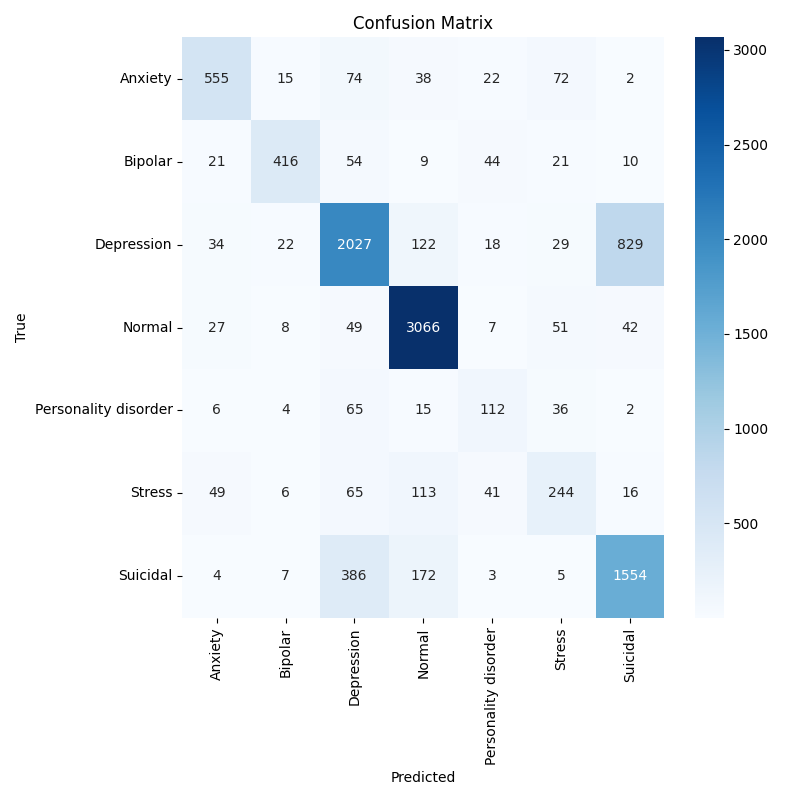 Confusion Matrix
Anxiety 555 15 74 38 22 72 2
Bipolar 21 416 54 9 44 21 10
Depression 34 22 2027 122 18 29 829
Normal 27 8 49 3066 7 51 42
Personality disorder 6 4 65 15 112 36 2
Stress 49 6 65 113 41 244 16
Suicidal 4 7 386 172 3 5 1554
True
Anxiety
Bipolar
Depression
Normal
Personality disorder
Stress
Suicidal
Predicted
3000
2500
2000
1500
1000
500